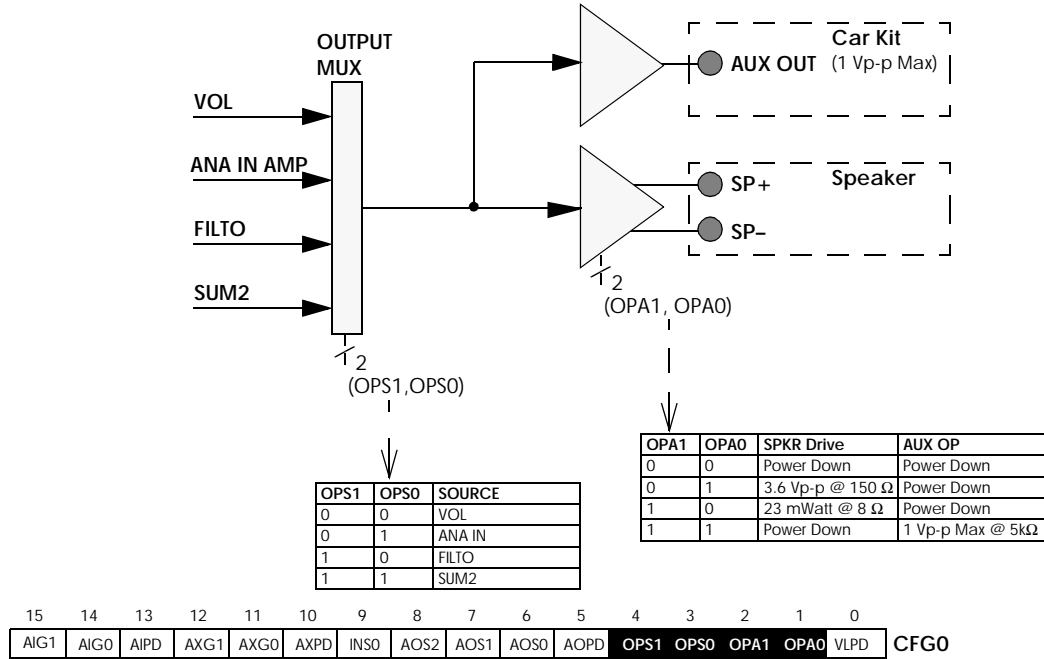 OUTPUT
MUX
VOL
ANA IN AMP
FILTO
SUM2
2
(OPS1,OPS0)
Car Kit
AUX OUT (1 Vp-p Max)
SP+ Speaker
SP–
2
(OPA1, OPA0)
OPA1 OPA0 SPKR Drive AUX OP
0 0 Power Down Power Down
0 1 3.6 Vp-p @ 150 Ω Power Down
1 0 23 mWatt @ 8 Ω Power Down
1 1 Power Down 1 Vp-p Max @ 5kΩ
OPS1 OPS0 SOURCE
0 0 VOL
0 1 ANA IN
1 0 FILTO
1 1 SUM2
15 14 13 12 11 10 9 8 7 6 5 4 3 2 1 0
AIG1 AIG0 AIPD AXG1 AXG0 AXPD INS0 AOS2 AOS1 AOS0 AOPD OPS1 OPS0 OPA1 OPA0 VLPD CFG0